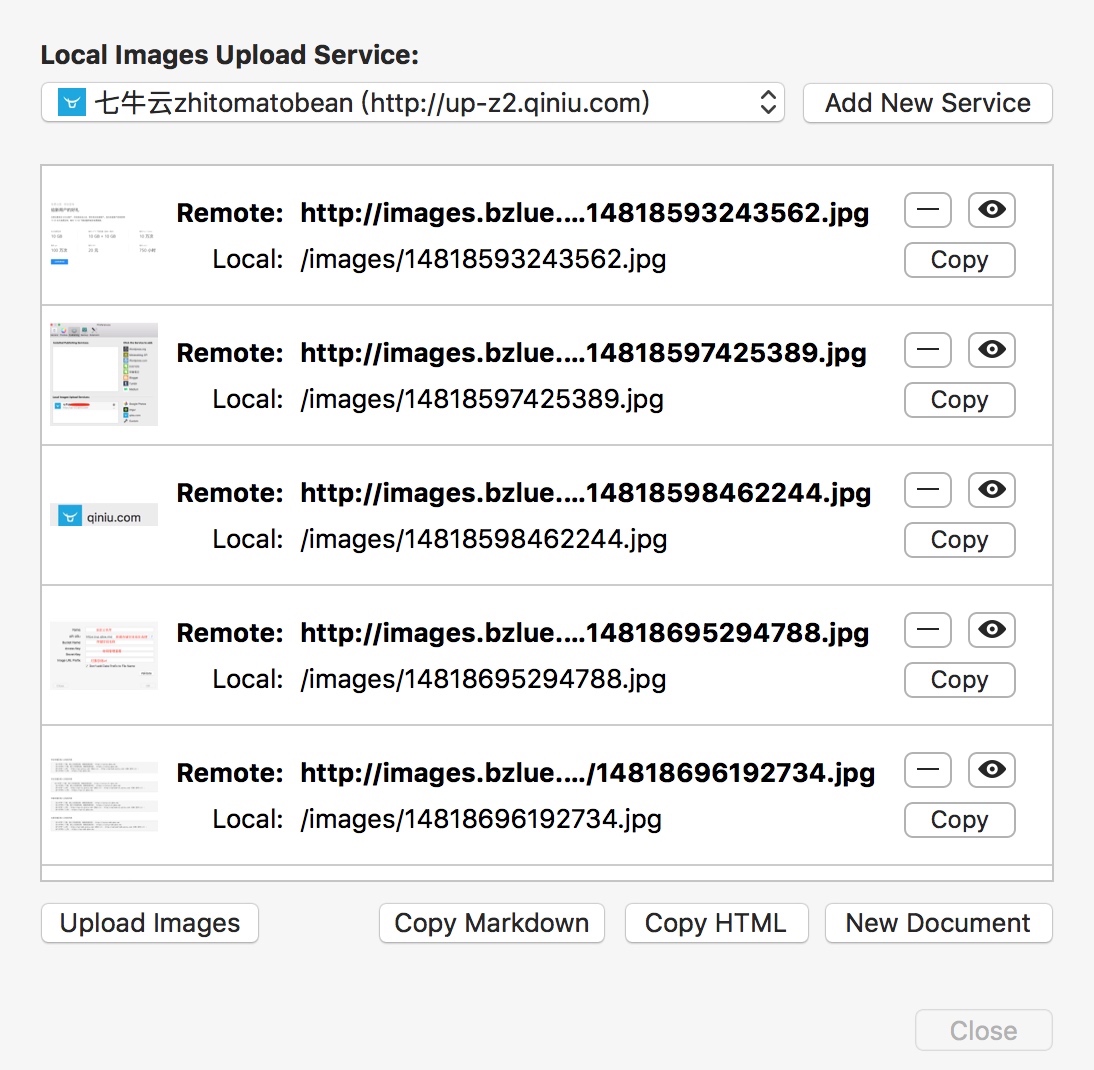 Local Images Upload Service:
七牛云zhitomatobean (http://up-z2.qiniu.com)
Add New Service
Remote: http://images.bzlue....14818593243562.jpg
Local: /images/14818593243562.jpg
Copy
Remote: http://images.bzlue....14818597425389.jpg
Local: /images/14818597425389.jpg
Copy
qiniu.com
Remote: http://images.bzlue....14818598462244.jpg
Local: /images/14818598462244.jpg
Copy
Remote: http://images.bzlue....14818695294788.jpg
Local: /images/14818695294788.jpg
Copy
Remote: http://images.bzlue..../14818696192734.jpg
Local: /images/14818696192734.jpg
Copy
Upload Images
Copy Markdown
Copy HTML
New Document
Close